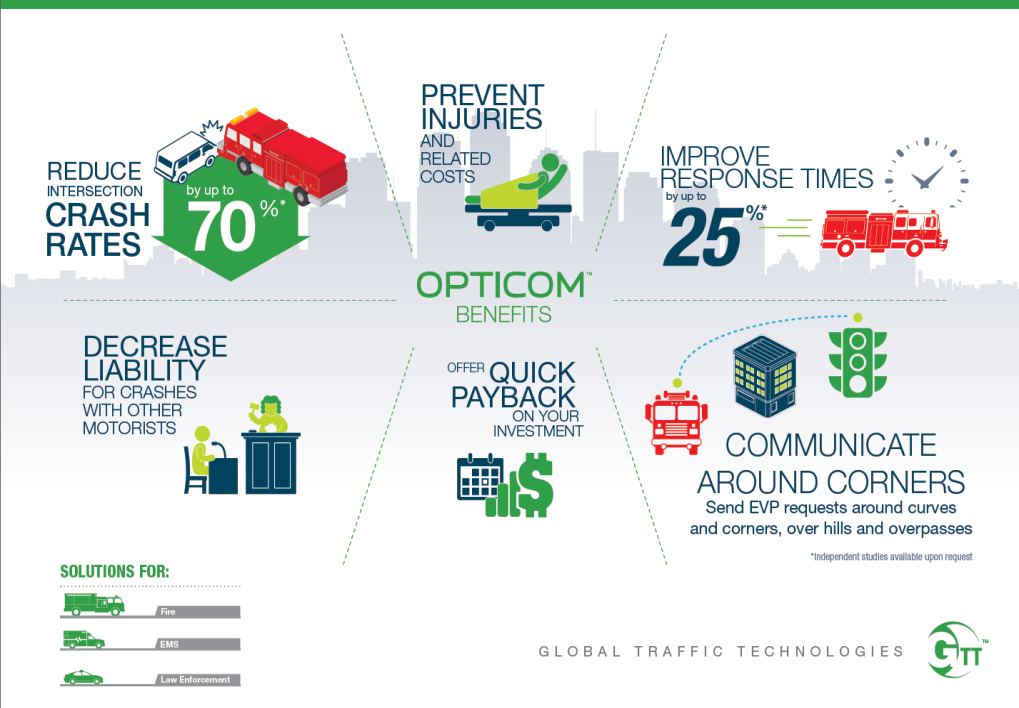 REDUCE
INTERSECTION
CRASH
RATES
by up to
70%*
PREVENT
INJURIES
AND
RELATED
COSTS
IMPROVE
RESPONSE TIMES
by up to
25%*
OPTICOM™
BENEFITS
DECREASE
LIABILITY
FOR CRASHES
WITH OTHER
MOTORISTS
OFFER QUICK
PAYBACK
ON YOUR
INVESTMENT
COMMUNICATE
AROUND CORNERS
Send EVP requests around curves
and corners, over hills and overpasses
*Independent studies available upon request
SOLUTIONS FOR:
Fire
EMS
Law Enforcement
GLOBAL TRAFFIC TECHNOLOGIES
GTT™